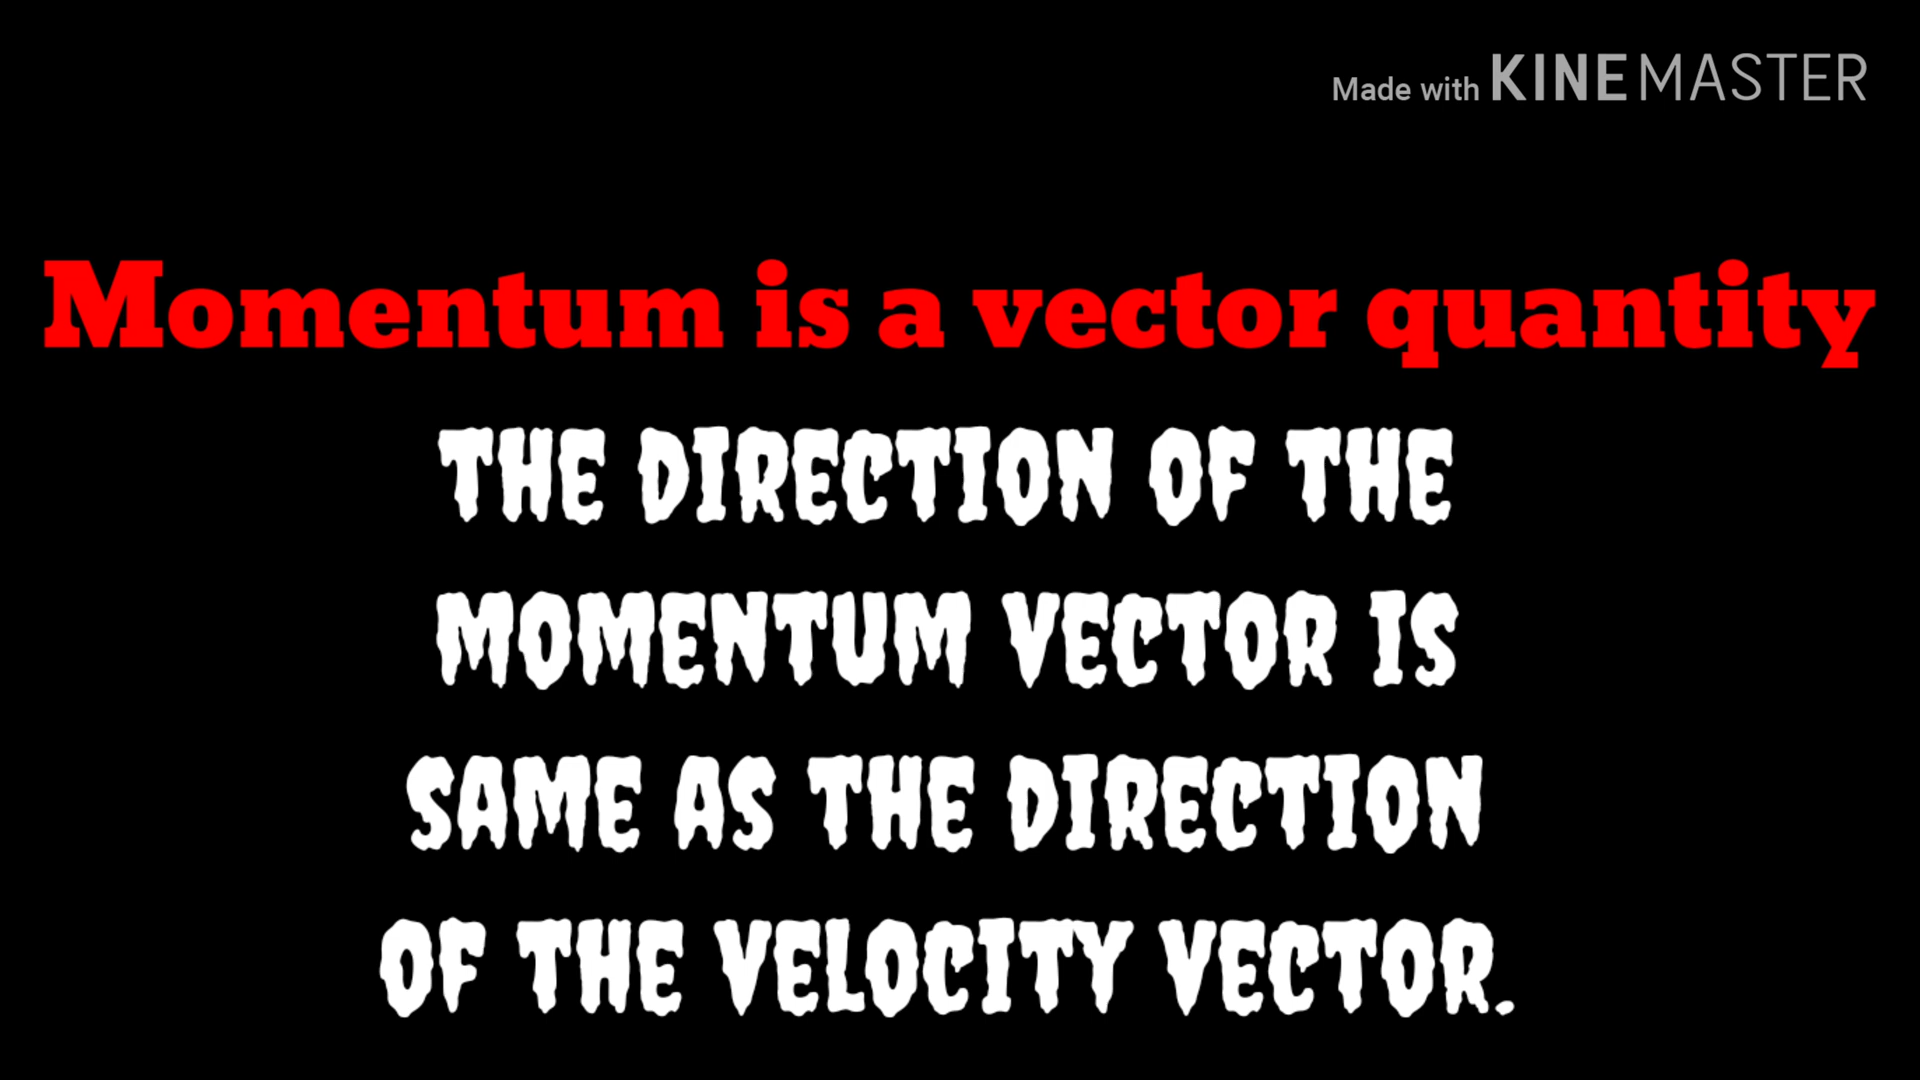 Made with KINEMASTER
Momentum is a vector quantity
THE DIRECTION OF THE
MOMENTUM VECTOR IS
SAME AS THE DIRECTION
OF THE VELOCITY VECTOR.